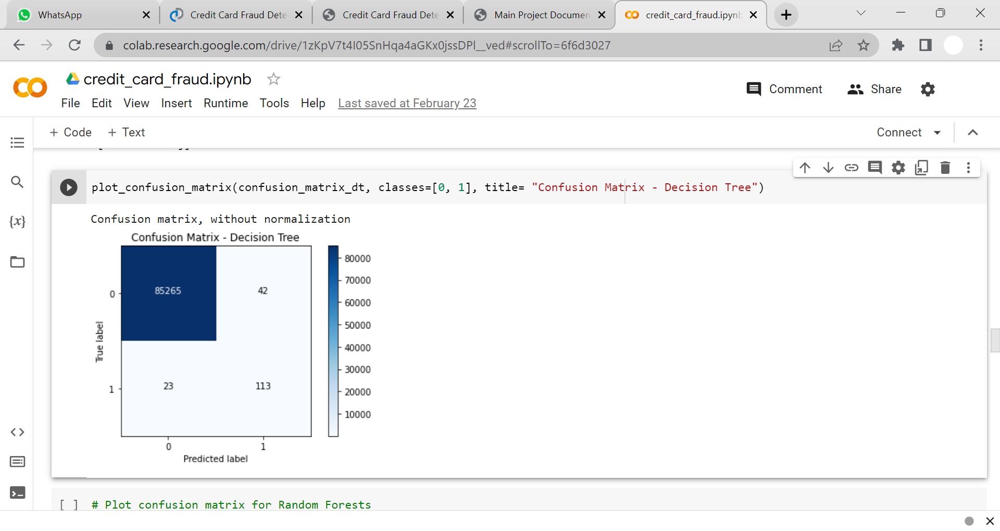 WhatsApp
Credit Card Fraud Dete
Credit Card Fraud Dete
Main Project Documen
credit_card_fraud.ipynb
colab.research.google.com/drive/1zKpV7t4I05SnHqa4aGKx0jssDPl__ved#scrollTo=6f6d3027
credit_card_fraud.ipynb
Comment
Share
File Edit View Insert Runtime Tools Help Last saved at February 23
+ Code + Text
Connect
{x}
plot_confusion_matrix(confusion_matrix_dt, classes=[0, 1], title= "Confusion Matrix - Decision Tree")
Confusion matrix, without normalization
Confusion Matrix - Decision Tree
85265 42
23 113
0
1
True label
0 1
Predicted label
80000
70000
60000
50000
40000
30000
20000
10000
[ ] # Plot confusion matrix for Random Forests